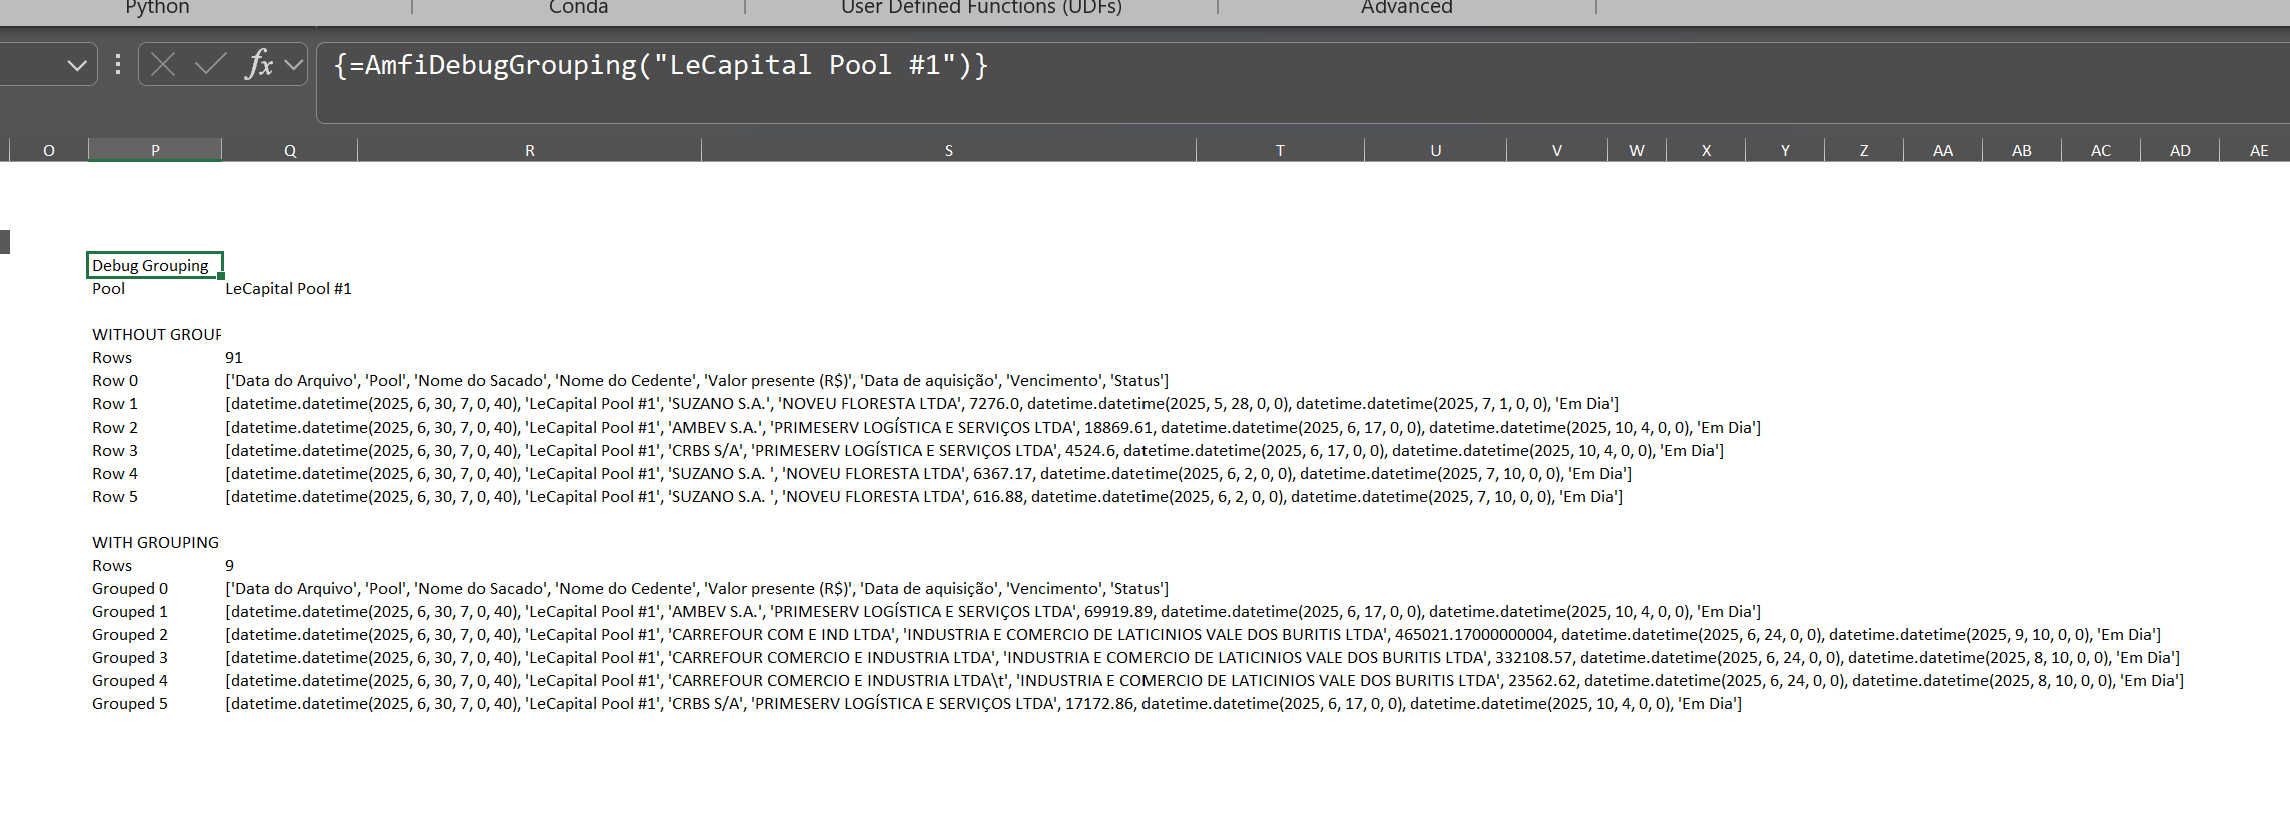 Python Conda User Defined Functions (UDFs) Advanced
fx {=AmfiDebugGrouping("LeCapital Pool #1")}
O P Q R S T U V W X Y Z AA AB AC AD AE
Debug Grouping
Pool LeCapital Pool #1
WITHOUT GROUP
Rows 91
Row 0 ['Data do Arquivo', 'Pool', 'Nome do Sacado', 'Nome do Cedente', 'Valor presente (R$)', 'Data de aquisição', 'Vencimento', 'Status']
Row 1 [datetime.datetime(2025, 6, 30, 7, 0, 40), 'LeCapital Pool #1', 'SUZANO S.A.', 'NOVEU FLORESTA LTDA', 7276.0, datetime.datetime(2025, 5, 28, 0, 0), datetime.datetime(2025, 7, 1, 0, 0), 'Em Dia']
Row 2 [datetime.datetime(2025, 6, 30, 7, 0, 40), 'LeCapital Pool #1', 'AMBEV S.A.', 'PRIMESERV LOGÍSTICA E SERVIÇOS LTDA', 18869.61, datetime.datetime(2025, 6, 17, 0, 0), datetime.datetime(2025, 10, 4, 0, 0), 'Em Dia']
Row 3 [datetime.datetime(2025, 6, 30, 7, 0, 40), 'LeCapital Pool #1', 'CRBS S/A', 'PRIMESERV LOGÍSTICA E SERVIÇOS LTDA', 4524.6, datetime.datetime(2025, 6, 17, 0, 0), datetime.datetime(2025, 10, 4, 0, 0), 'Em Dia']
Row 4 [datetime.datetime(2025, 6, 30, 7, 0, 40), 'LeCapital Pool #1', 'SUZANO S.A. ', 'NOVEU FLORESTA LTDA', 6367.17, datetime.datetime(2025, 6, 2, 0, 0), datetime.datetime(2025, 7, 10, 0, 0), 'Em Dia']
Row 5 [datetime.datetime(2025, 6, 30, 7, 0, 40), 'LeCapital Pool #1', 'SUZANO S.A. ', 'NOVEU FLORESTA LTDA', 616.88, datetime.datetime(2025, 6, 2, 0, 0), datetime.datetime(2025, 7, 10, 0, 0), 'Em Dia']
WITH GROUPING
Rows 9
Grouped 0 ['Data do Arquivo', 'Pool', 'Nome do Sacado', 'Nome do Cedente', 'Valor presente (R$)', 'Data de aquisição', 'Vencimento', 'Status']
Grouped 1 [datetime.datetime(2025, 6, 30, 7, 0, 40), 'LeCapital Pool #1', 'AMBEV S.A.', 'PRIMESERV LOGÍSTICA E SERVIÇOS LTDA', 69919.89, datetime.datetime(2025, 6, 17, 0, 0), datetime.datetime(2025, 10, 4, 0, 0), 'Em Dia']
Grouped 2 [datetime.datetime(2025, 6, 30, 7, 0, 40), 'LeCapital Pool #1', 'CARREFOUR COM E IND LTDA', 'INDUSTRIA E COMERCIO DE LATICINIOS VALE DOS BURITIS LTDA', 465021.17000000004, datetime.datetime(2025, 6, 24, 0, 0), datetime.datetime(2025, 9, 10, 0, 0), 'Em Dia']
Grouped 3 [datetime.datetime(2025, 6, 30, 7, 0, 40), 'LeCapital Pool #1', 'CARREFOUR COMERCIO E INDUSTRIA LTDA', 'INDUSTRIA E COMERCIO DE LATICINIOS VALE DOS BURITIS LTDA', 332108.57, datetime.datetime(2025, 6, 24, 0, 0), datetime.datetime(2025, 8, 10, 0, 0), 'Em Dia']
Grouped 4 [datetime.datetime(2025, 6, 30, 7, 0, 40), 'LeCapital Pool #1', 'CARREFOUR COMERCIO E INDUSTRIA LTDA\t', 'INDUSTRIA E COMERCIO DE LATICINIOS VALE DOS BURITIS LTDA', 23562.62, datetime.datetime(2025, 6, 24, 0, 0), datetime.datetime(2025, 8, 10, 0, 0), 'Em Dia']
Grouped 5 [datetime.datetime(2025, 6, 30, 7, 0, 40), 'LeCapital Pool #1', 'CRBS S/A', 'PRIMESERV LOGÍSTICA E SERVIÇOS LTDA', 17172.86, datetime.datetime(2025, 6, 17, 0, 0), datetime.datetime(2025, 10, 4, 0, 0), 'Em Dia']